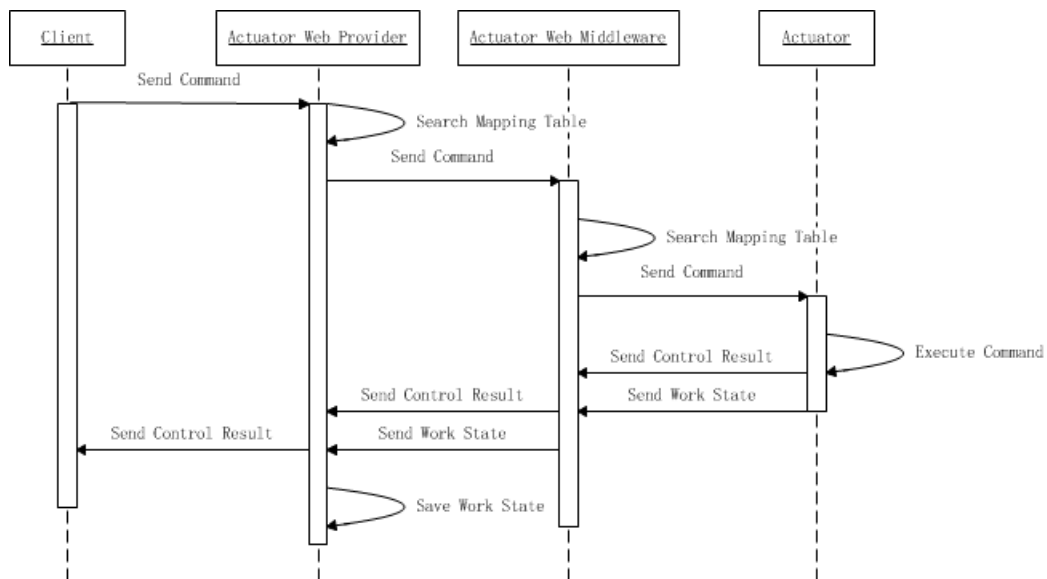 Client
Actuator Web Provider
Actuator Web Middleware
Actuator
Send Command
Search Mapping Table
Send Command
Search Mapping Table
Send Command
Execute Command
Send Control Result
Send Control Result
Send Work State
Send Control Result
Send Work State
Save Work State